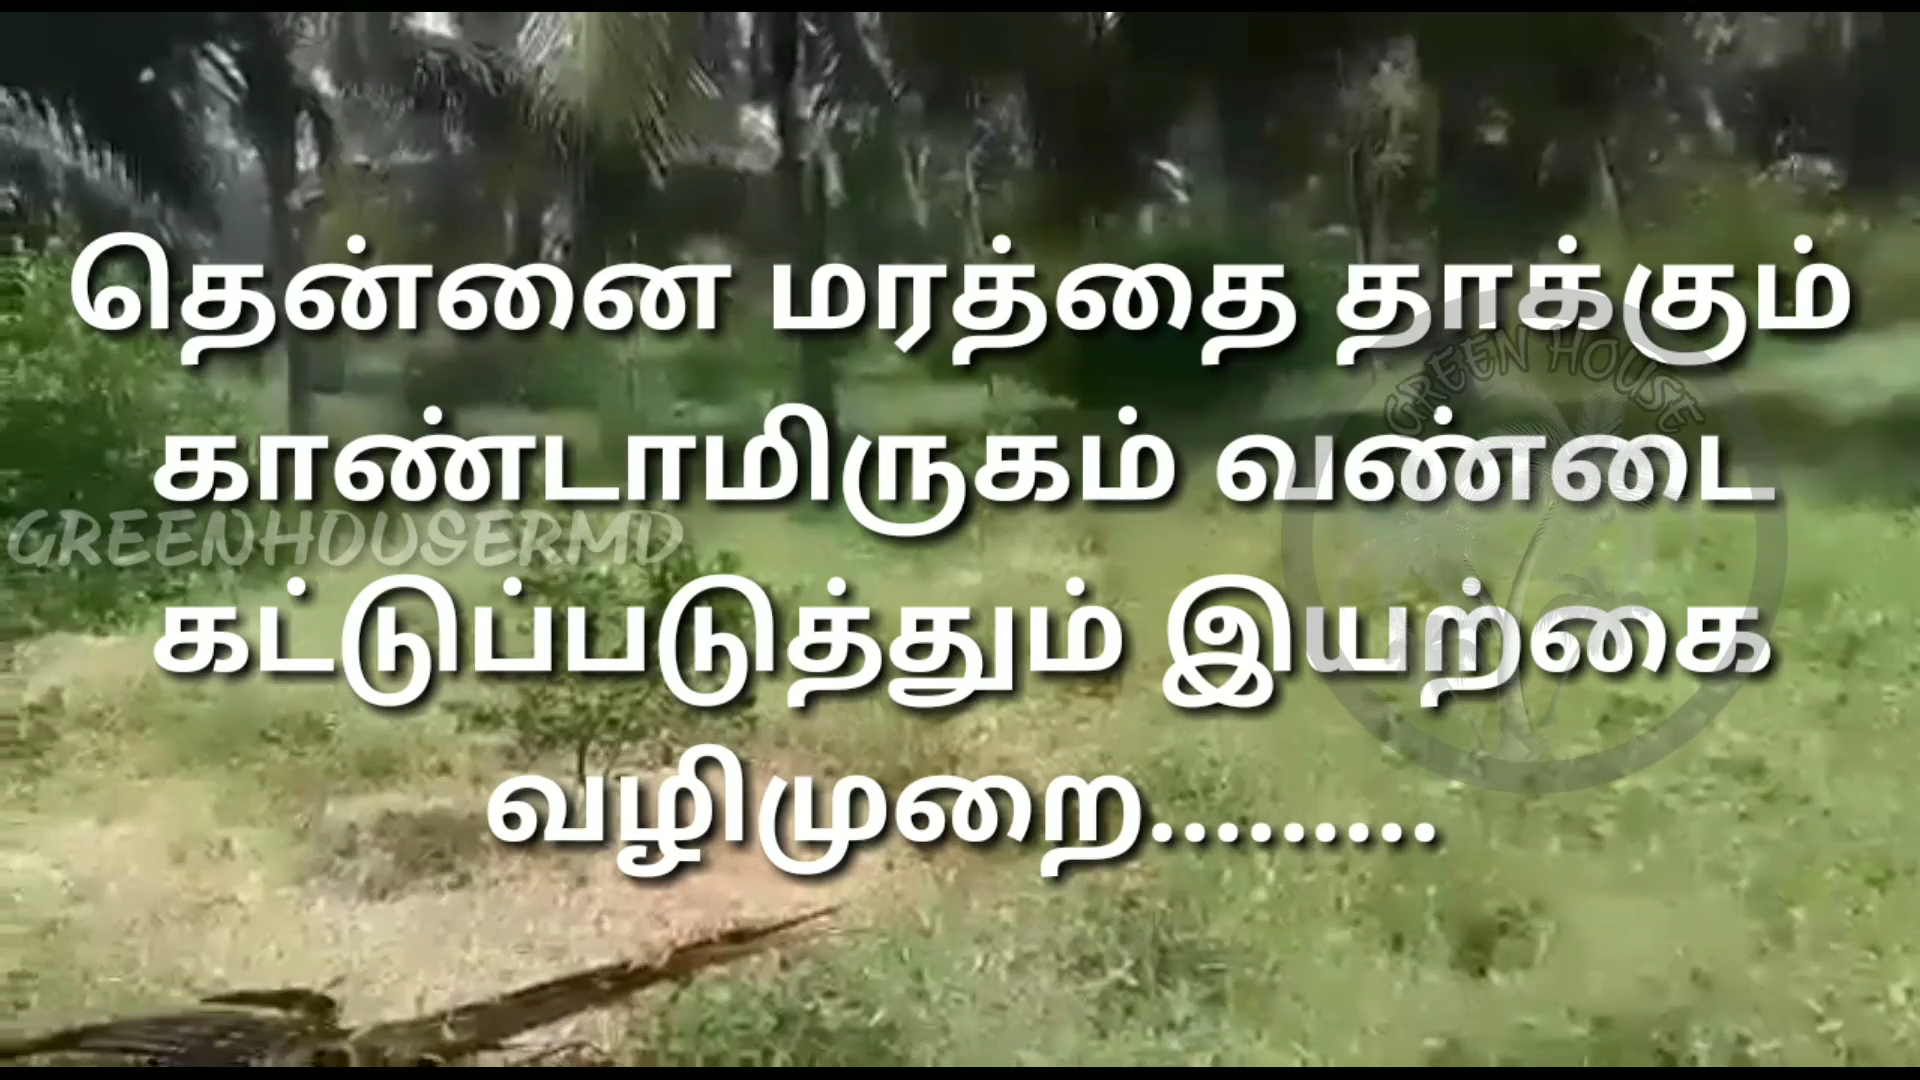 தென்னை மரத்தை தாக்கும்
காண்டாமிருகம் வண்டை
கட்டுப்படுத்தும் இயற்கை
வழிமுறை.........
GREENHOUSERMD
GREEN HOUSE